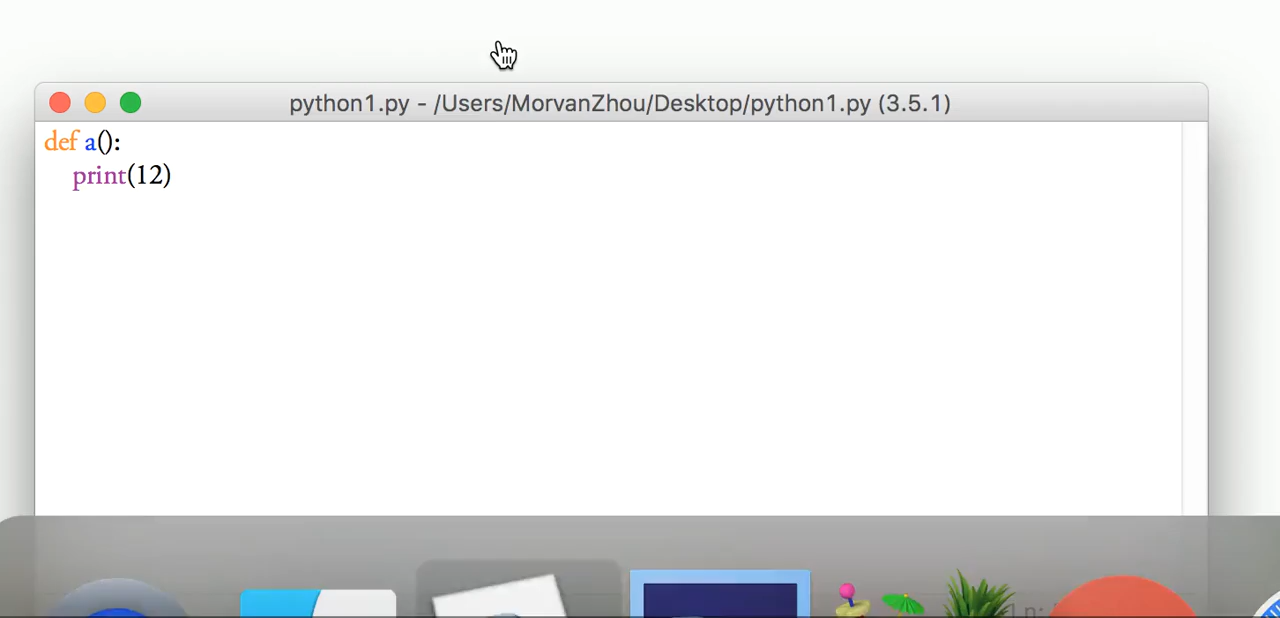 python1.py - /Users/MorvanZhou/Desktop/python1.py (3.5.1)
def a():
    print(12)